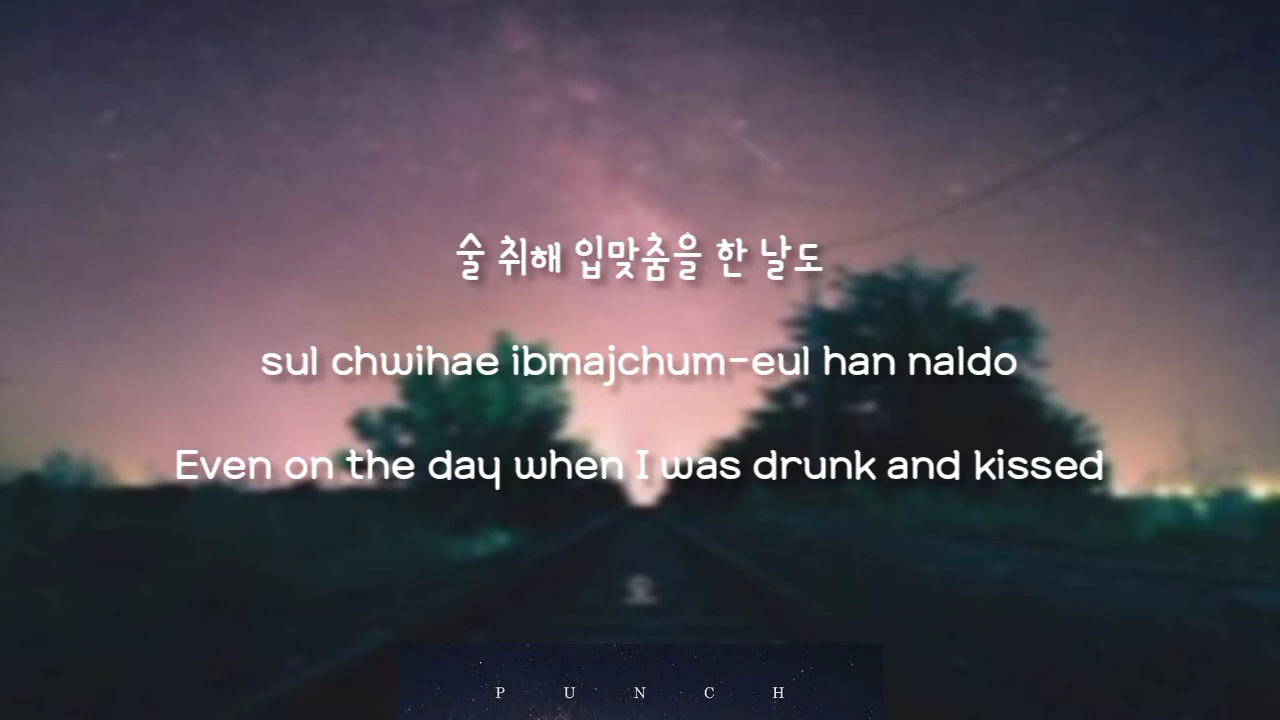 술 취해 입맞춤을 한 날도
sul chwihae ibmajchum-eul han naldo
Even on the day when I was drunk and kissed
오
P U N C H